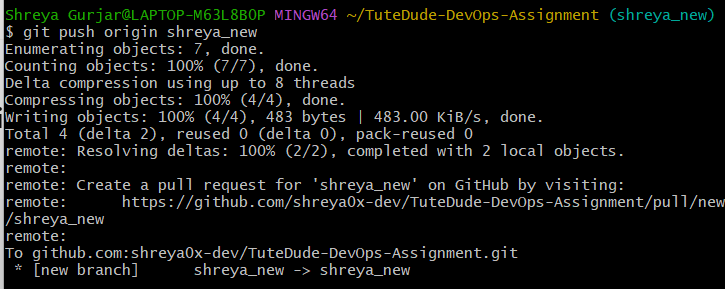 Shreya Gurjar@LAPTOP-M63L8BOP MINGW64 ~/TuteDude-DevOps-Assignment (shreya_new)
$ git push origin shreya_new
Enumerating objects: 7, done.
Counting objects: 100% (7/7), done.
Delta compression using up to 8 threads
Compressing objects: 100% (4/4), done.
Writing objects: 100% (4/4), 483 bytes | 483.00 KiB/s, done.
Total 4 (delta 2), reused 0 (delta 0), pack-reused 0
remote: Resolving deltas: 100% (2/2), completed with 2 local objects.
remote:
remote: Create a pull request for 'shreya_new' on GitHub by visiting:
remote:      https://github.com/shreya0x-dev/TuteDude-DevOps-Assignment/pull/new
/shreya_new
remote:
To github.com:shreya0x-dev/TuteDude-DevOps-Assignment.git
 * [new branch]      shreya_new -> shreya_new